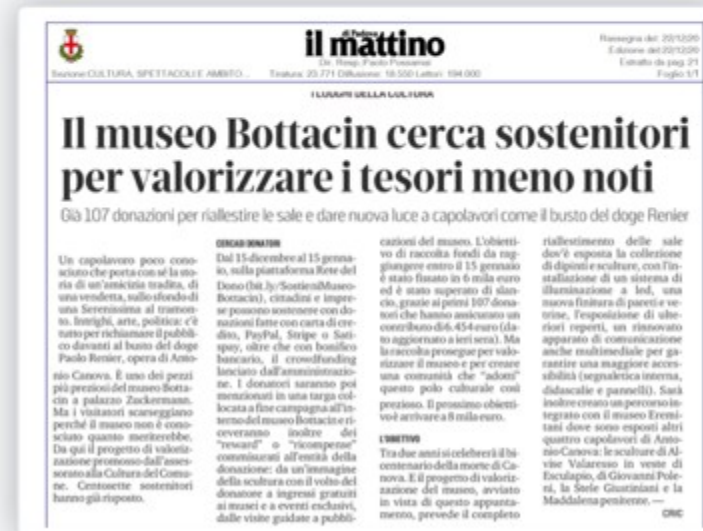 di Padova
il mattino
Dir. Resp. Paolo Possamai
Rassegna del: 22/12/20
Edizione del:22/12/20
Estratto da pag. 21
Foglio:1/1
Sezione:CULTURA, SPETTACOLI E AMBITO...
Tiratura: 23.771 Diffusione: 18.550 Lettori: 194.000
I LUOGHI DELLA CULTURA
Il museo Bottacin cerca sostenitori
per valorizzare i tesori meno noti
Già 107 donazioni per riallestire le sale e dare nuova luce a capolavori come il busto del doge Renier
Un capolavoro poco cono-
sciuto che porta con sé la sto-
ria di un'amicizia tradita, di
una vendetta, sullo sfondo di
una Serenissima al tramon-
to. Intrighi, arte, politica: c'è
tutto per richiamare il pubbli-
co davanti al busto del doge
Paolo Renier, opera di Anto-
nio Canova. È uno dei pezzi
più preziosi del museo Botta-
cin a palazzo Zuckermann.
Ma i visitatori scarseggiano
perché il museo non è cono-
sciuto quanto meriterebbe.
Da qui il progetto di valoriz-
zazione promosso dall'asses-
sorato alla Cultura del Comu-
ne. Centosette sostenitori
hanno già risposto.
CERCASI DONATORI
Dal 15 dicembre al 15 genna-
io, sulla piattaforma Rete del
Dono (bit.ly/SostieniMuseo
Bottacin), cittadini e impre-
se possono sostenere con do-
nazioni fatte con carta di cre-
dito, PayPal, Stripe o Sati-
spay, oltre che con bonifico
bancario, il crowdfunding
lanciato dall'amministrazio-
ne. I donatori saranno poi
menzionati in una targa col-
locata a fine campagna all'in-
terno del museo Bottacin e ri-
ceveranno inoltre dei
"reward" o "ricompense"
commisurati all'entità della
donazione: da un'immagine
della scultura con il volto del
donatore a ingressi gratuiti
ai musei e a eventi esclusivi,
dalle visite guidate a pubbli-
cazioni del museo. L'obietti-
vo di raccolta fondi da rag-
giungere entro il 15 gennaio
è stato fissato in 6 mila euro
ed è stato superato di slan-
cio, grazie ai primi 107 dona-
tori che hanno assicurato un
contributo di 6.454 euro (da-
to aggiornato a ieri sera). Ma
la raccolta prosegue per valo-
rizzare il museo e per creare
una comunità che "adotti"
questo polo culturale così
prezioso. Il prossimo obietti-
vo è arrivare a 8 mila euro.
L'OBIETTIVO
Tra due anni si celebrerà il bi-
centenario della morte di Ca-
nova. E il progetto di valoriz-
zazione del museo, avviato
in vista di questo appunta-
mento, prevede il completo
riallestimento delle sale
dov'è esposta la collezione
di dipinti e sculture, con l'in-
stallazione di un sistema di
illuminazione a led, una
nuova finitura di pareti e ve-
trine, l'esposizione di ulte-
riori reperti, un rinnovato
apparato di comunicazione
anche multimediale per ga-
rantire una maggiore acces-
sibilità (segnaletica interna,
didascalie e pannelli). Sarà
inoltre creato un percorso in-
tegrato con il museo Eremi-
tani dove sono esposti altri
quattro capolavori di Anto-
nio Canova: le sculture di Al-
vise Valaresso in veste di
Esculapio, di Giovanni Pole-
ni, la Stele Giustiniani e la
Maddalena penitente. —
CRIC